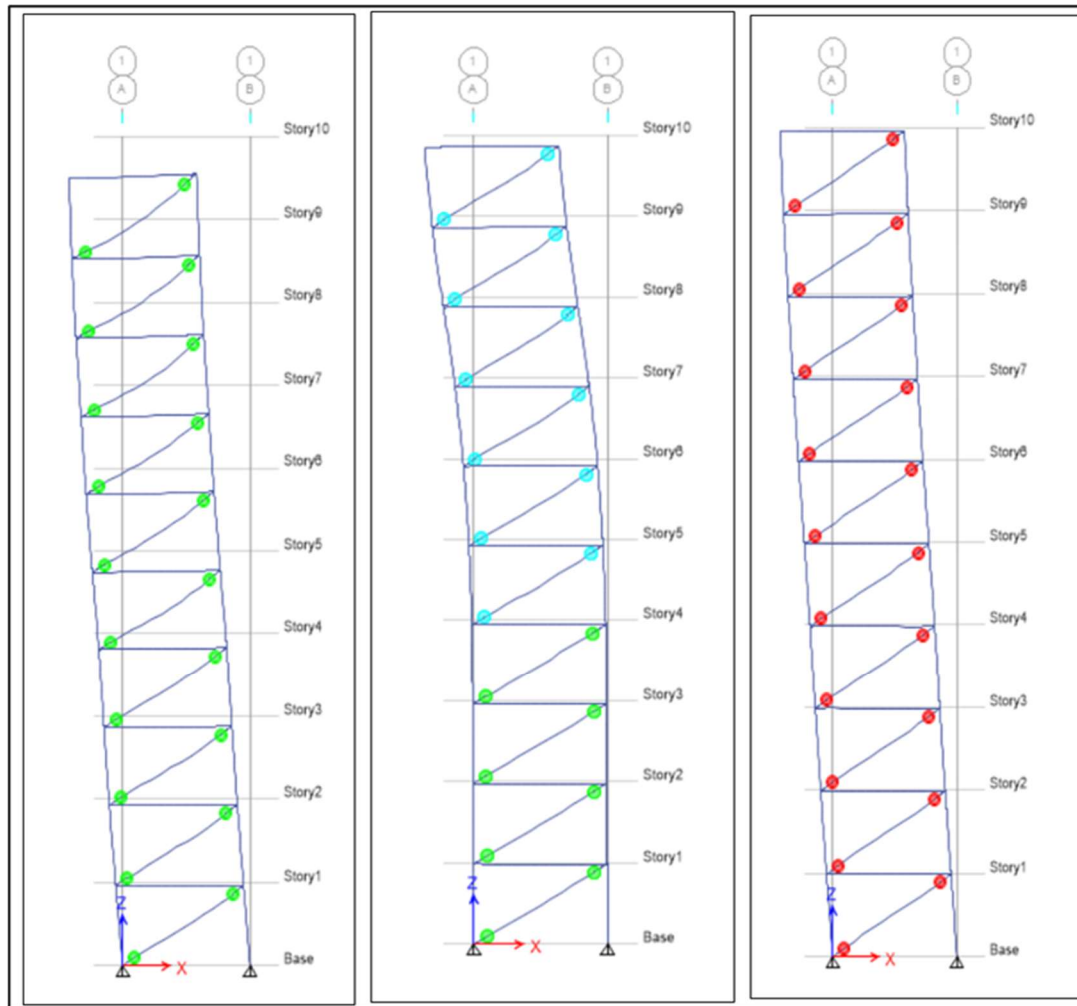 1 1
A B
Story10
Story9
Story8
Story7
Story6
Story5
Story4
Story3
Story2
Story1
Z
X
Base
1 1
A B
Story10
Story9
Story8
Story7
Story6
Story5
Story4
Story3
Story2
Story1
Z
X
Base
1 1
A B
Story10
Story9
Story8
Story7
Story6
Story5
Story4
Story3
Story2
Story1
Z
X
Base